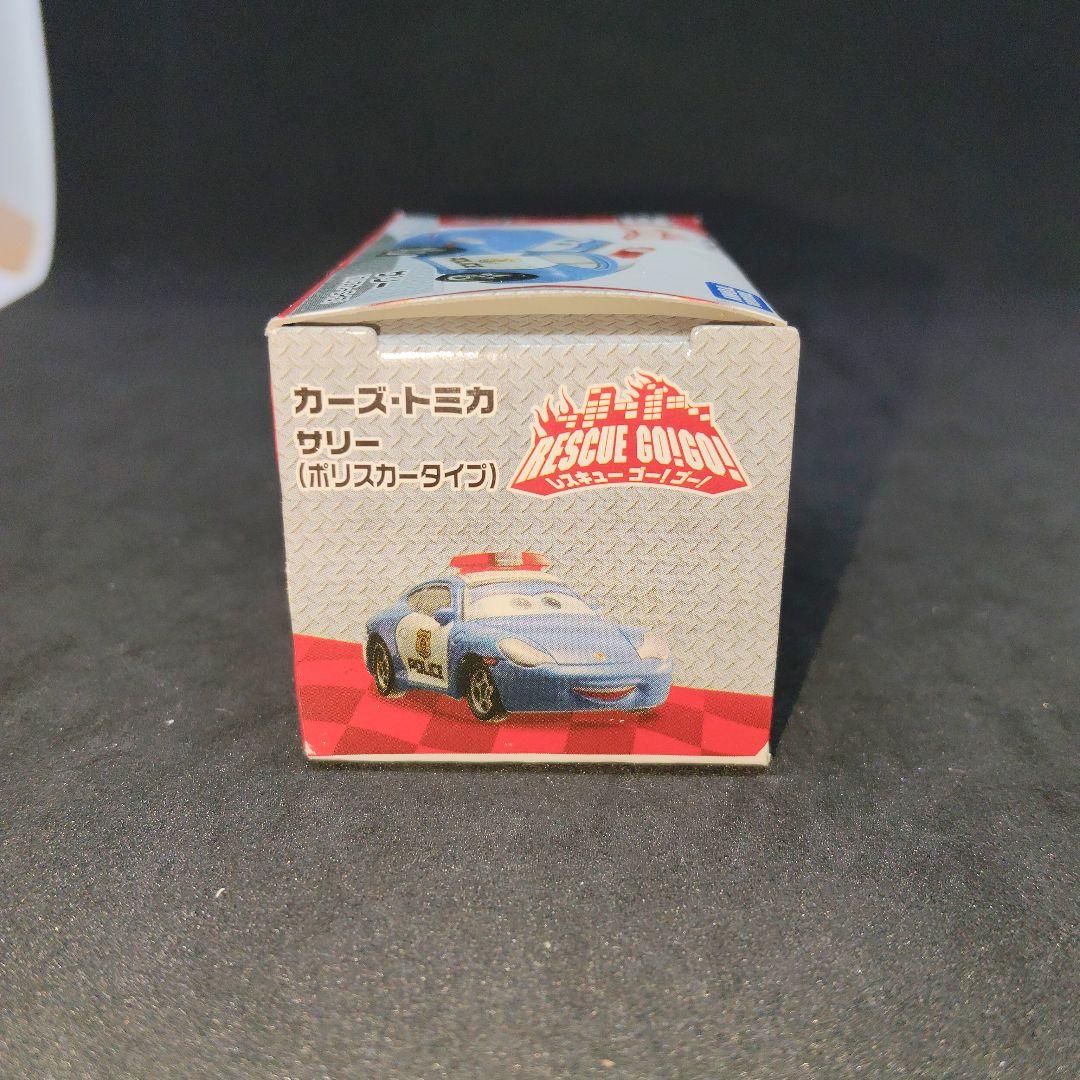 カーズ・トミカ
サリー
(ポリスカータイプ)
RESCUE GO!GO!
レスキュー ゴー!ゴー!
POLICE